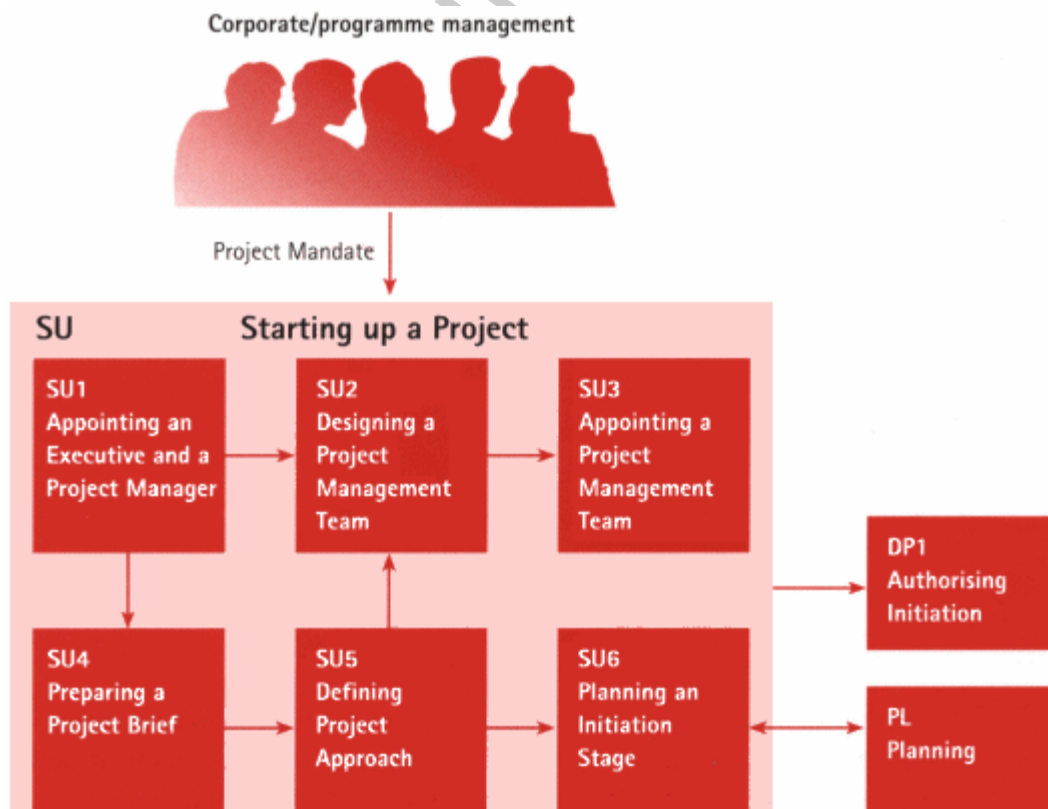 Corporate/programme management
Project Mandate
SU
Starting up a Project
SU1
Appointing an
Executive and a
Project Manager
SU2
Designing a
Project
Management
Team
SU3
Appointing a
Project
Management
Team
DP1
Authorising
Initiation
SU4
Preparing a
Project Brief
SU5
Defining
Project
Approach
SU6
Planning an
Initiation
Stage
PL
Planning